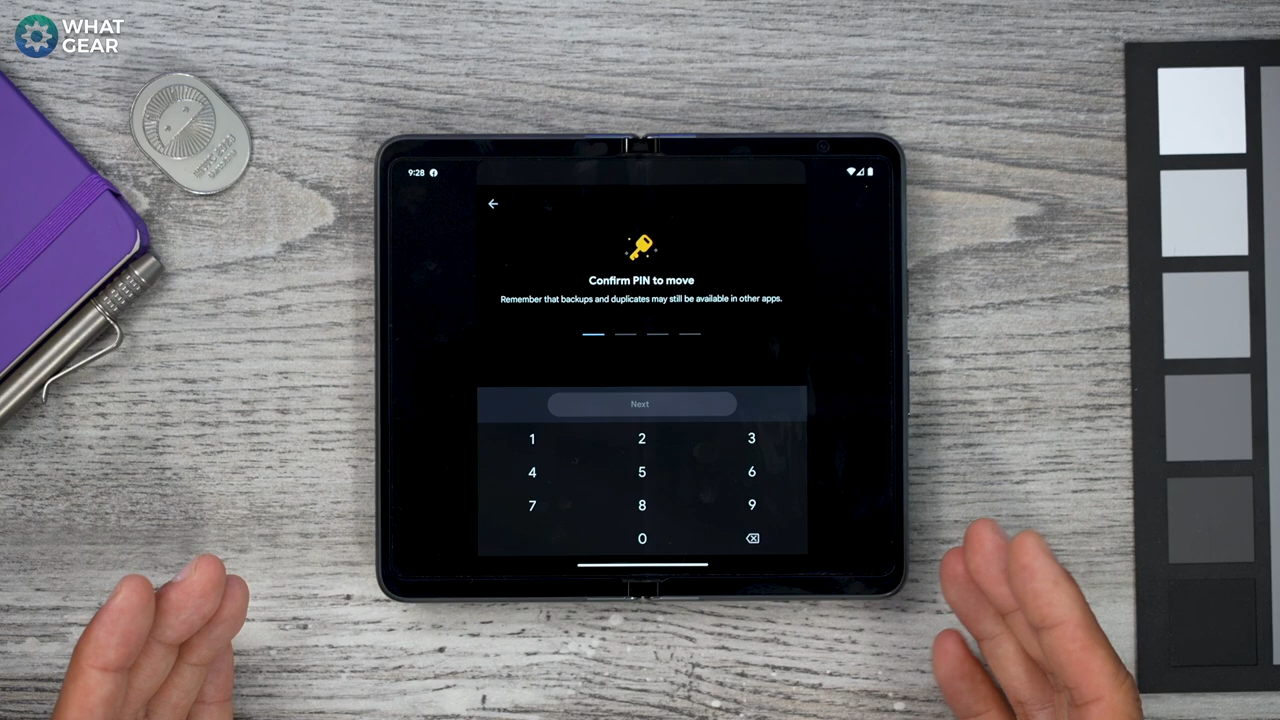 WHAT
GEAR
9:28
Confirm PIN to move
Remember that backups and duplicates may still be available in other apps.
Next
1 2 3
4 5 6
7 8 9
0